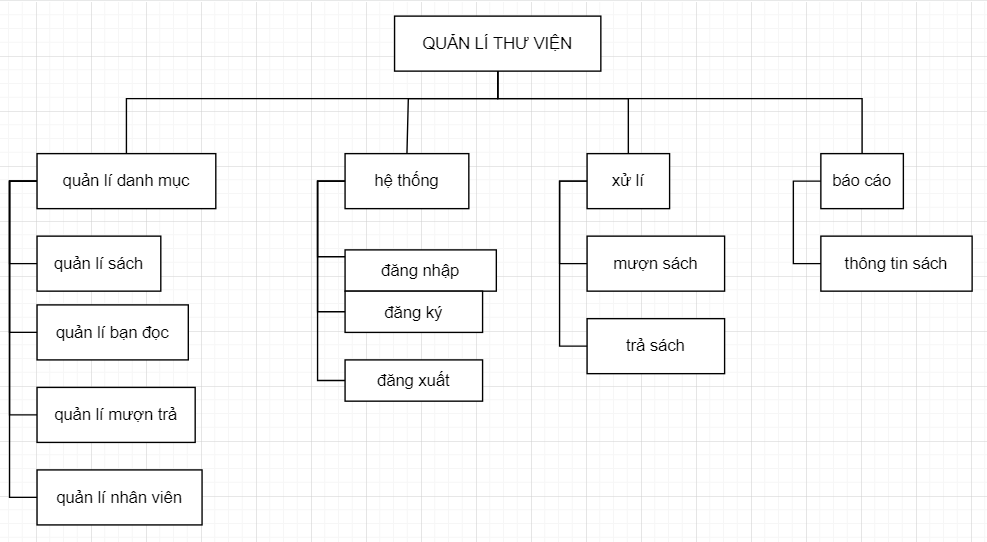 QUẢN LÍ THƯ VIỆN
quản lí danh mục
quản lí sách
quản lí bạn đọc
quản lí mượn trả
quản lí nhân viên
hệ thống
đăng nhập
đăng ký
đăng xuất
xử lí
mượn sách
trả sách
báo cáo
thông tin sách